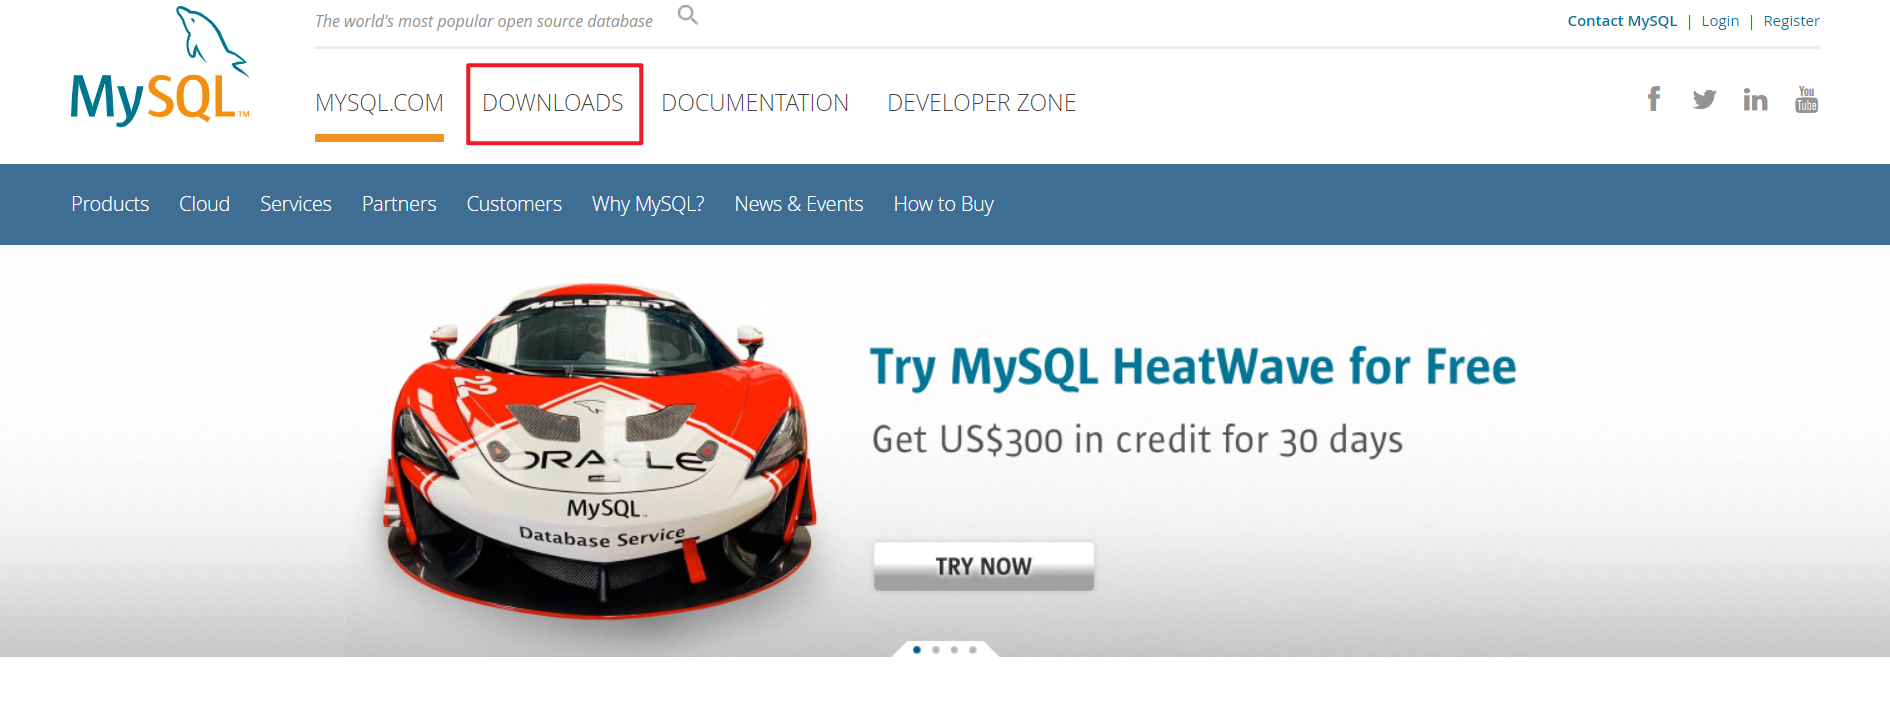 The world's most popular open source database
Contact MySQL | Login | Register
MySQL™
MYSQL.COM DOWNLOADS DOCUMENTATION DEVELOPER ZONE
You
Tube
Products Cloud Services Partners Customers Why MySQL? News & Events How to Buy
McLaren
22
ORACLE
MySQL
Database Service
Try MySQL HeatWave for Free
Get US$300 in credit for 30 days
TRY NOW